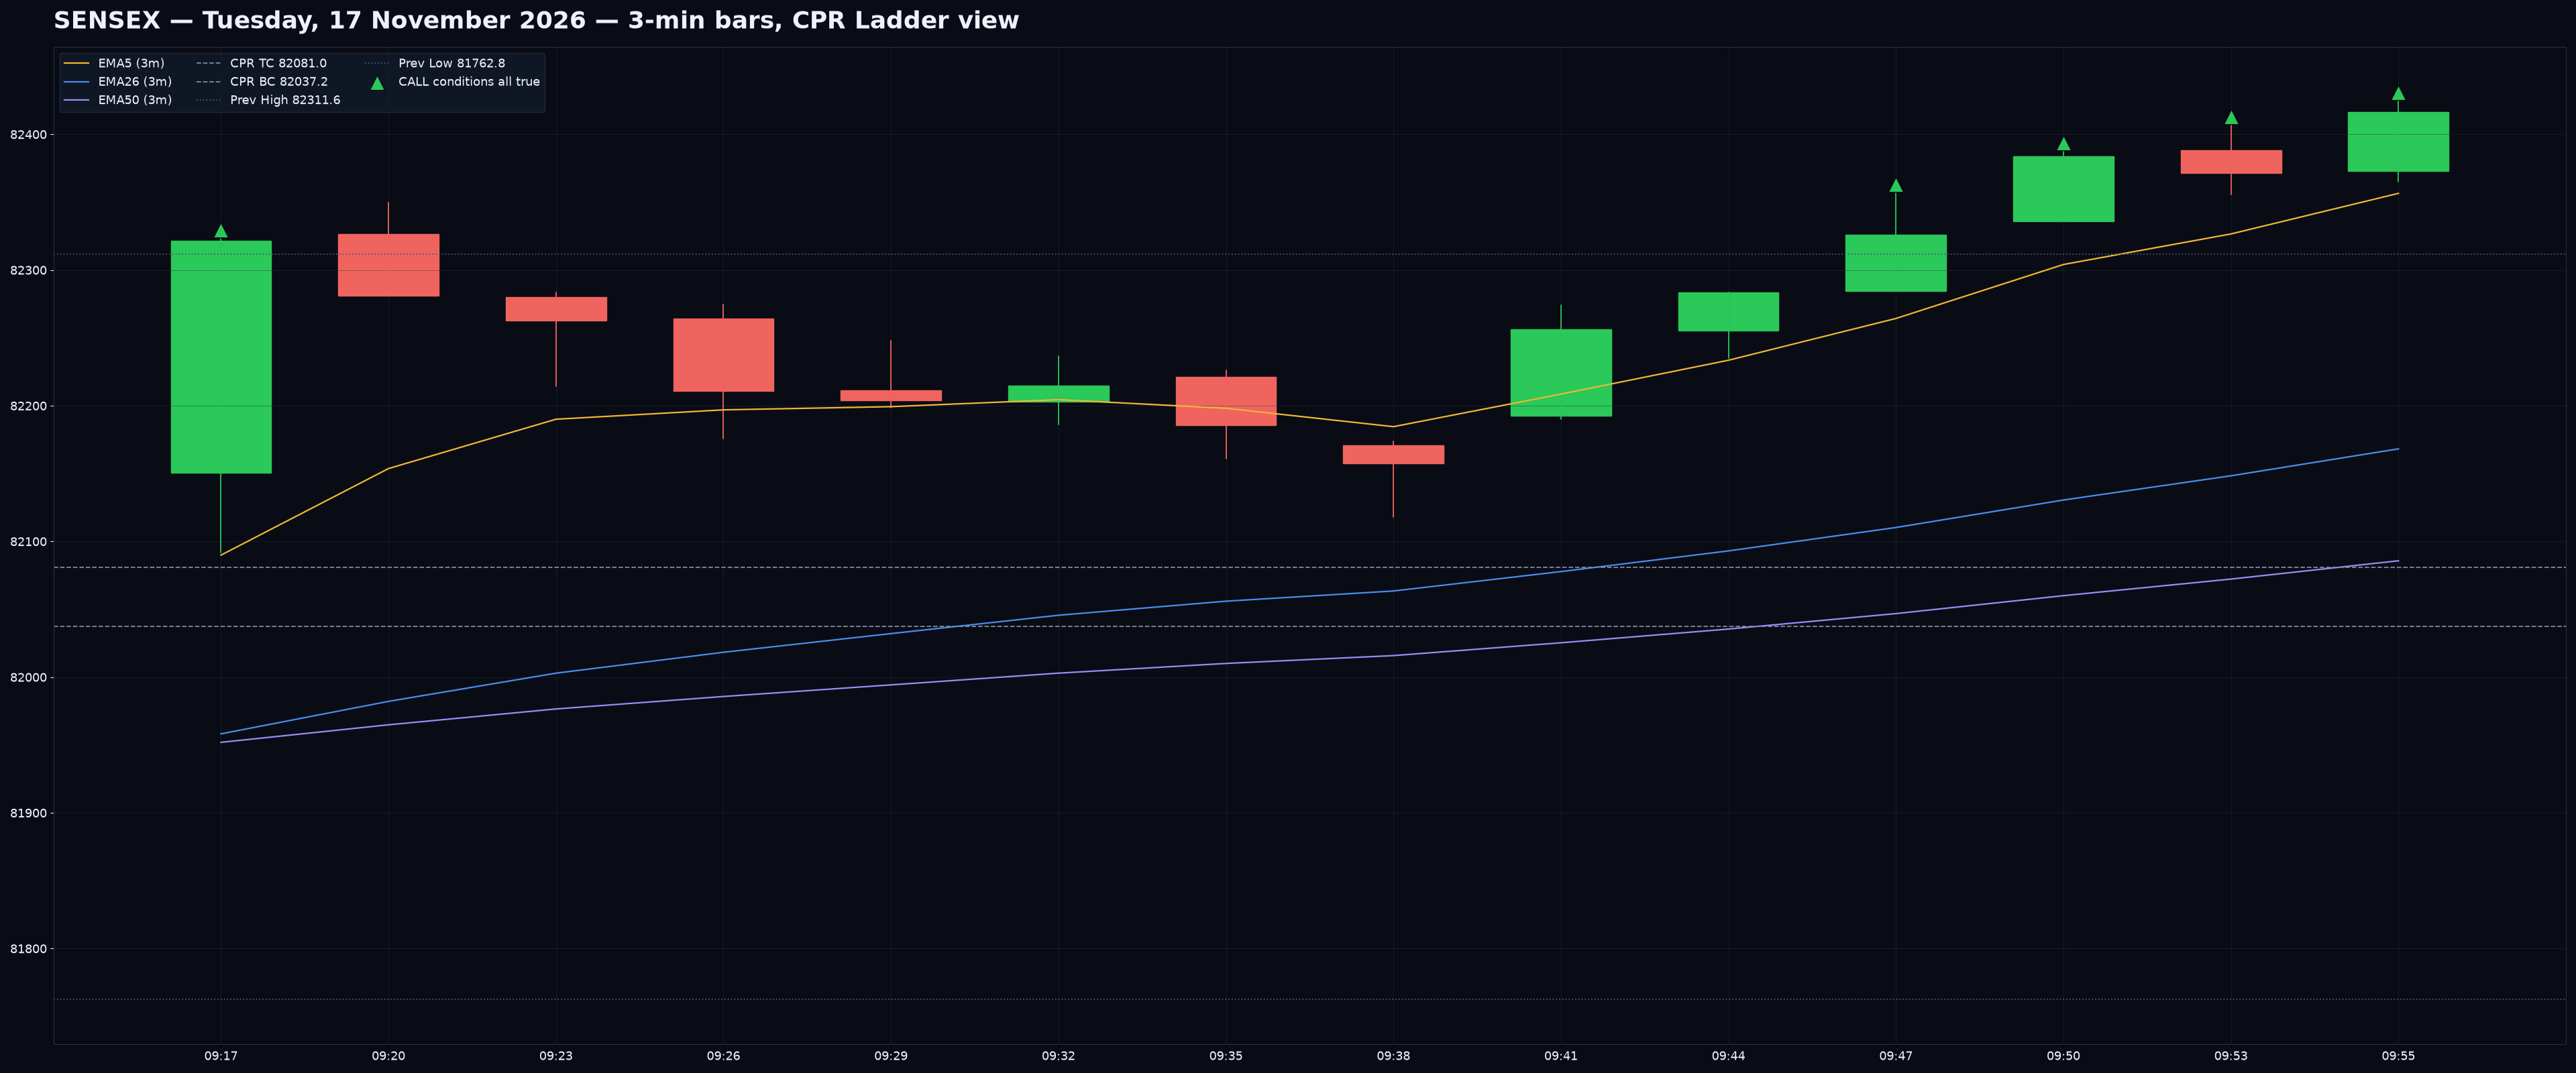 SENSEX — Tuesday, 17 November 2026 — 3-min bars, CPR Ladder view
EMA5 (3m)
EMA26 (3m)
EMA50 (3m)
CPR TC 82081.0
CPR BC 82037.2
Prev High 82311.6
Prev Low 81762.8
CALL conditions all true
82400
82300
82200
82100
82000
81900
81800
09:17 09:20 09:23 09:26 09:29 09:32 09:35 09:38 09:41 09:44 09:47 09:50 09:53 09:55